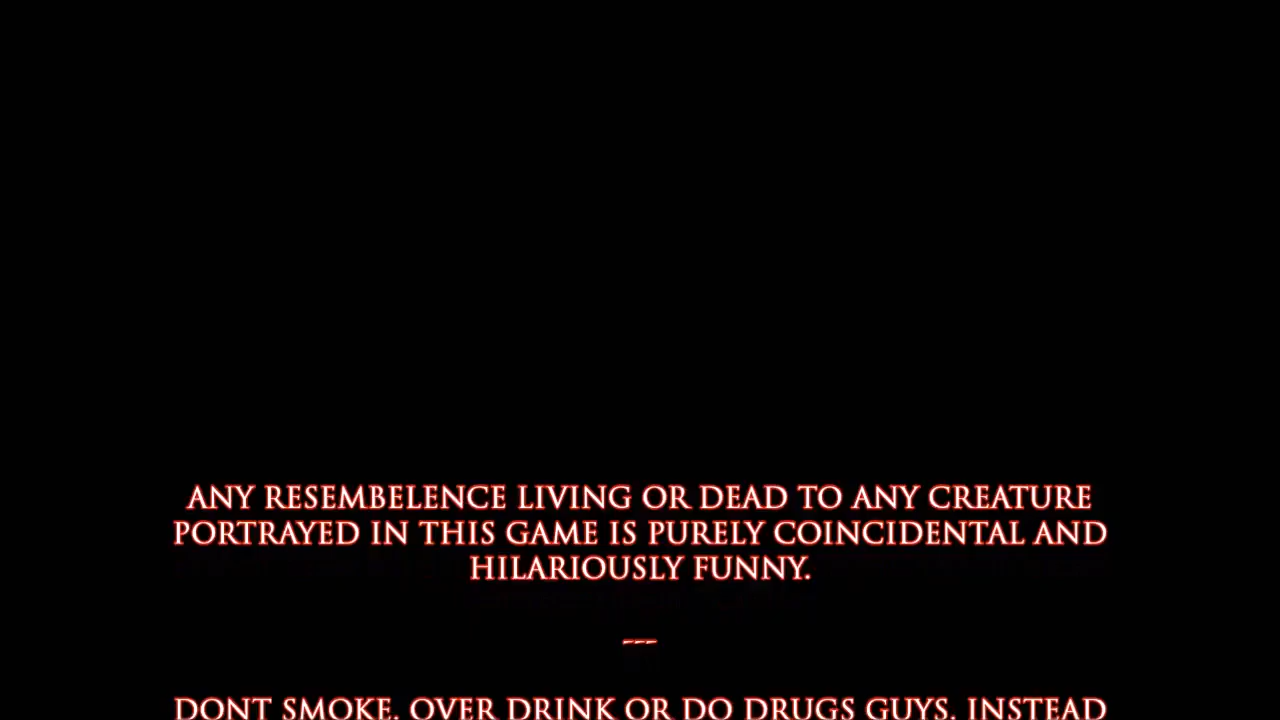 ANY RESEMBELENCE LIVING OR DEAD TO ANY CREATURE
PORTRAYED IN THIS GAME IS PURELY COINCIDENTAL AND
HILARIOUSLY FUNNY.
---
DONT SMOKE, OVER DRINK OR DO DRUGS GUYS. INSTEAD